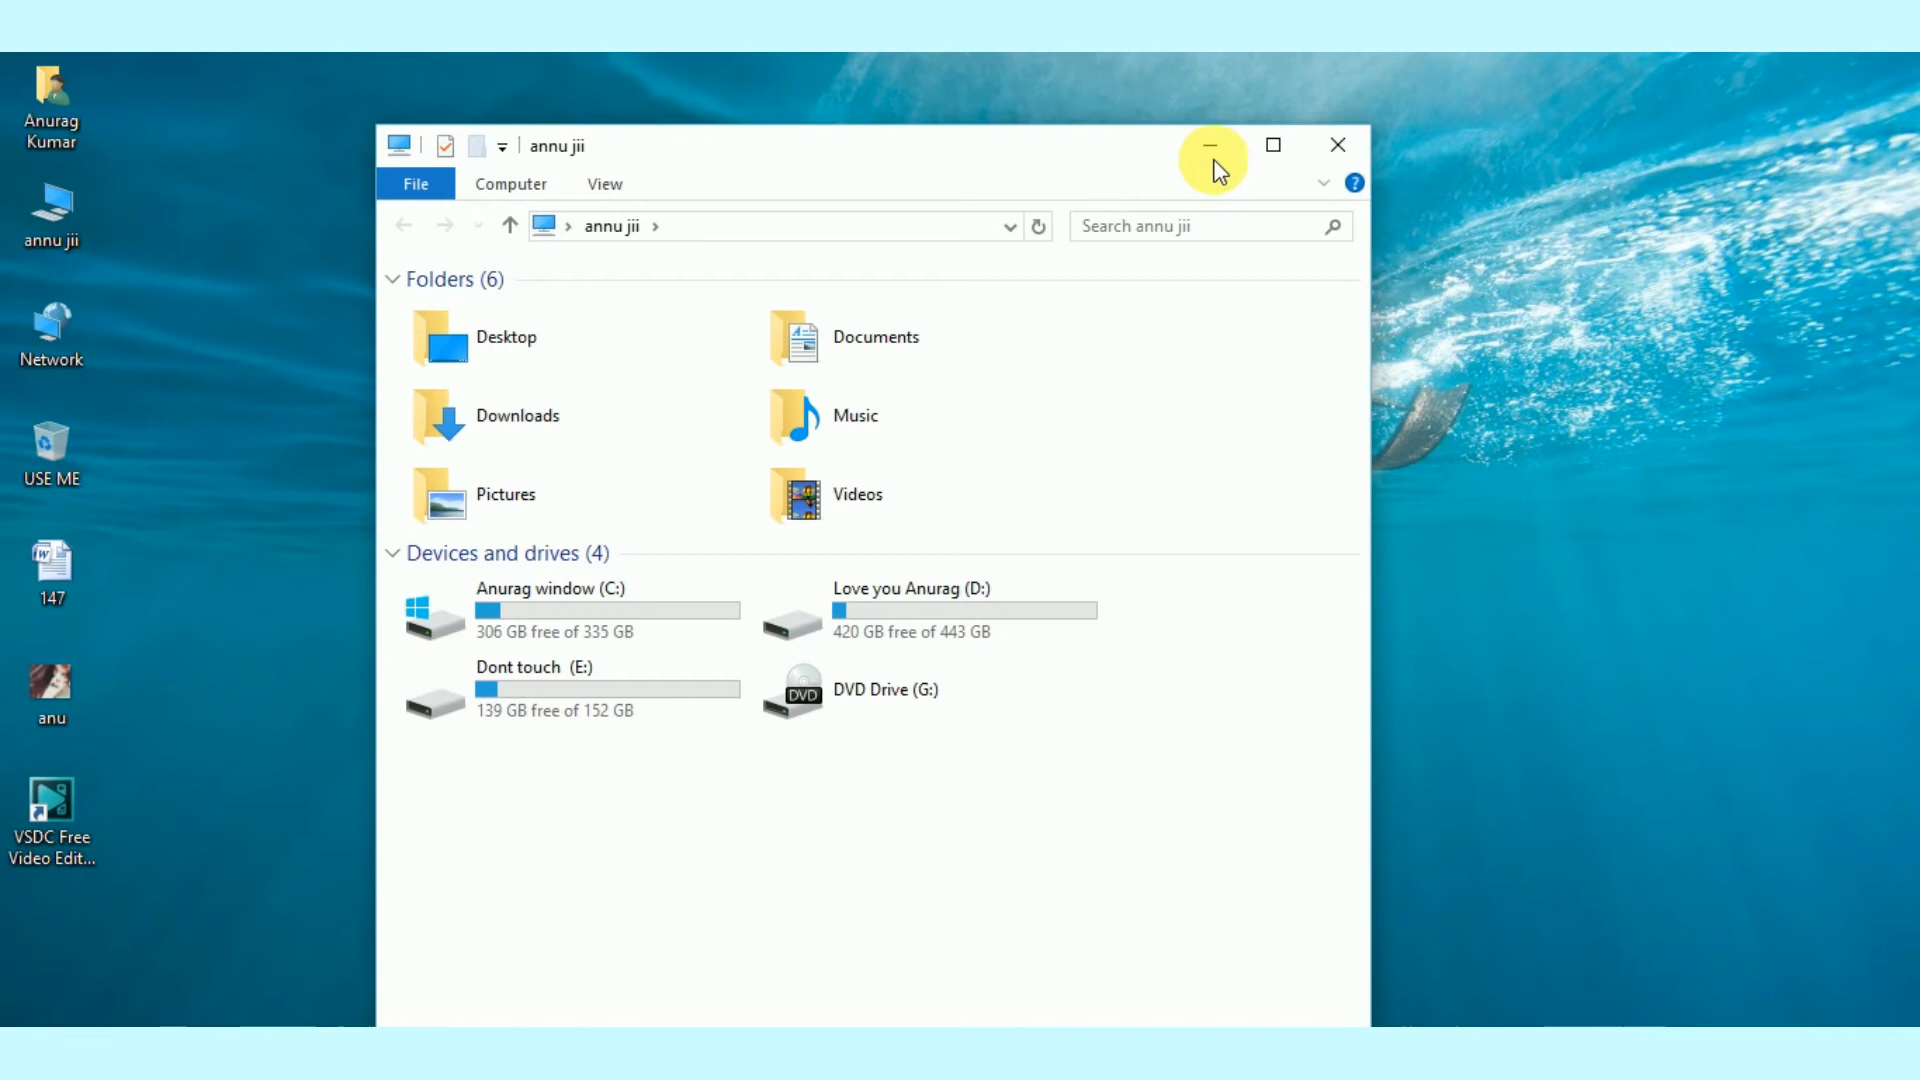 Anurag
Kumar
annu jii
Network
USE ME
147
anu
VSDC Free
Video Edit...
annu jii
File Computer View
annu jii
Search annu jii
Folders (6)
Desktop Documents
Downloads Music
Pictures Videos
Devices and drives (4)
Anurag window (C:) Love you Anurag (D:)
306 GB free of 335 GB 420 GB free of 443 GB
Dont touch (E:)
DVD DVD Drive (G:)
139 GB free of 152 GB